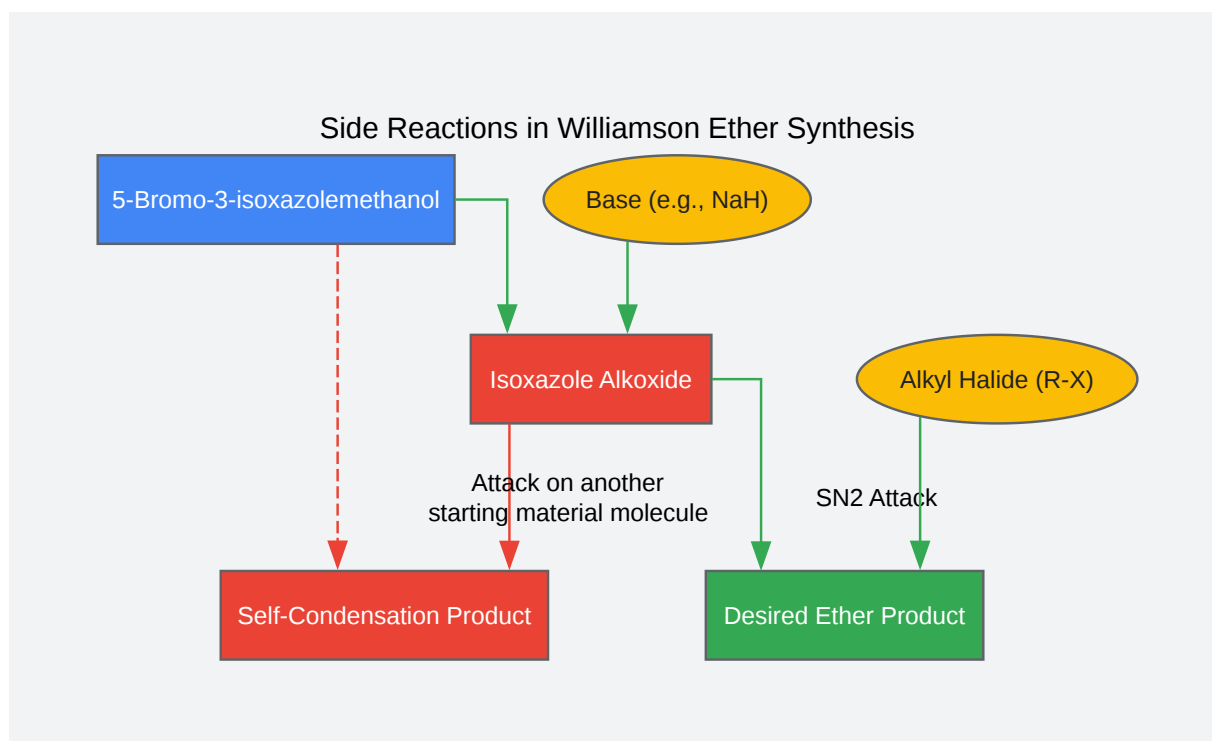 Side Reactions in Williamson Ether Synthesis
5-Bromo-3-isoxazolemethanol
Base (e.g., NaH)
Isoxazole Alkoxide
Alkyl Halide (R-X)
Attack on another
starting material molecule
SN2 Attack
Self-Condensation Product
Desired Ether Product